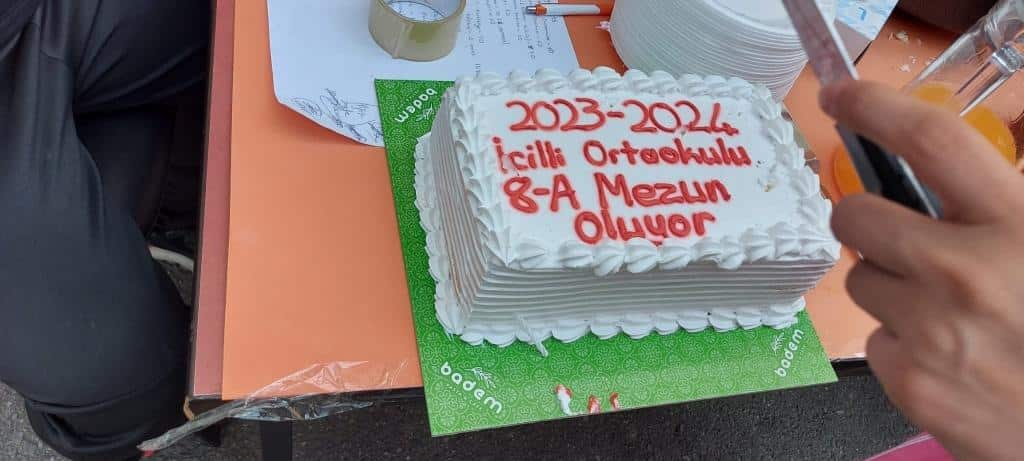 badem
2023-2024
İçilli Ortaokulu
8-A Mezun
Oluyor
badem
badem